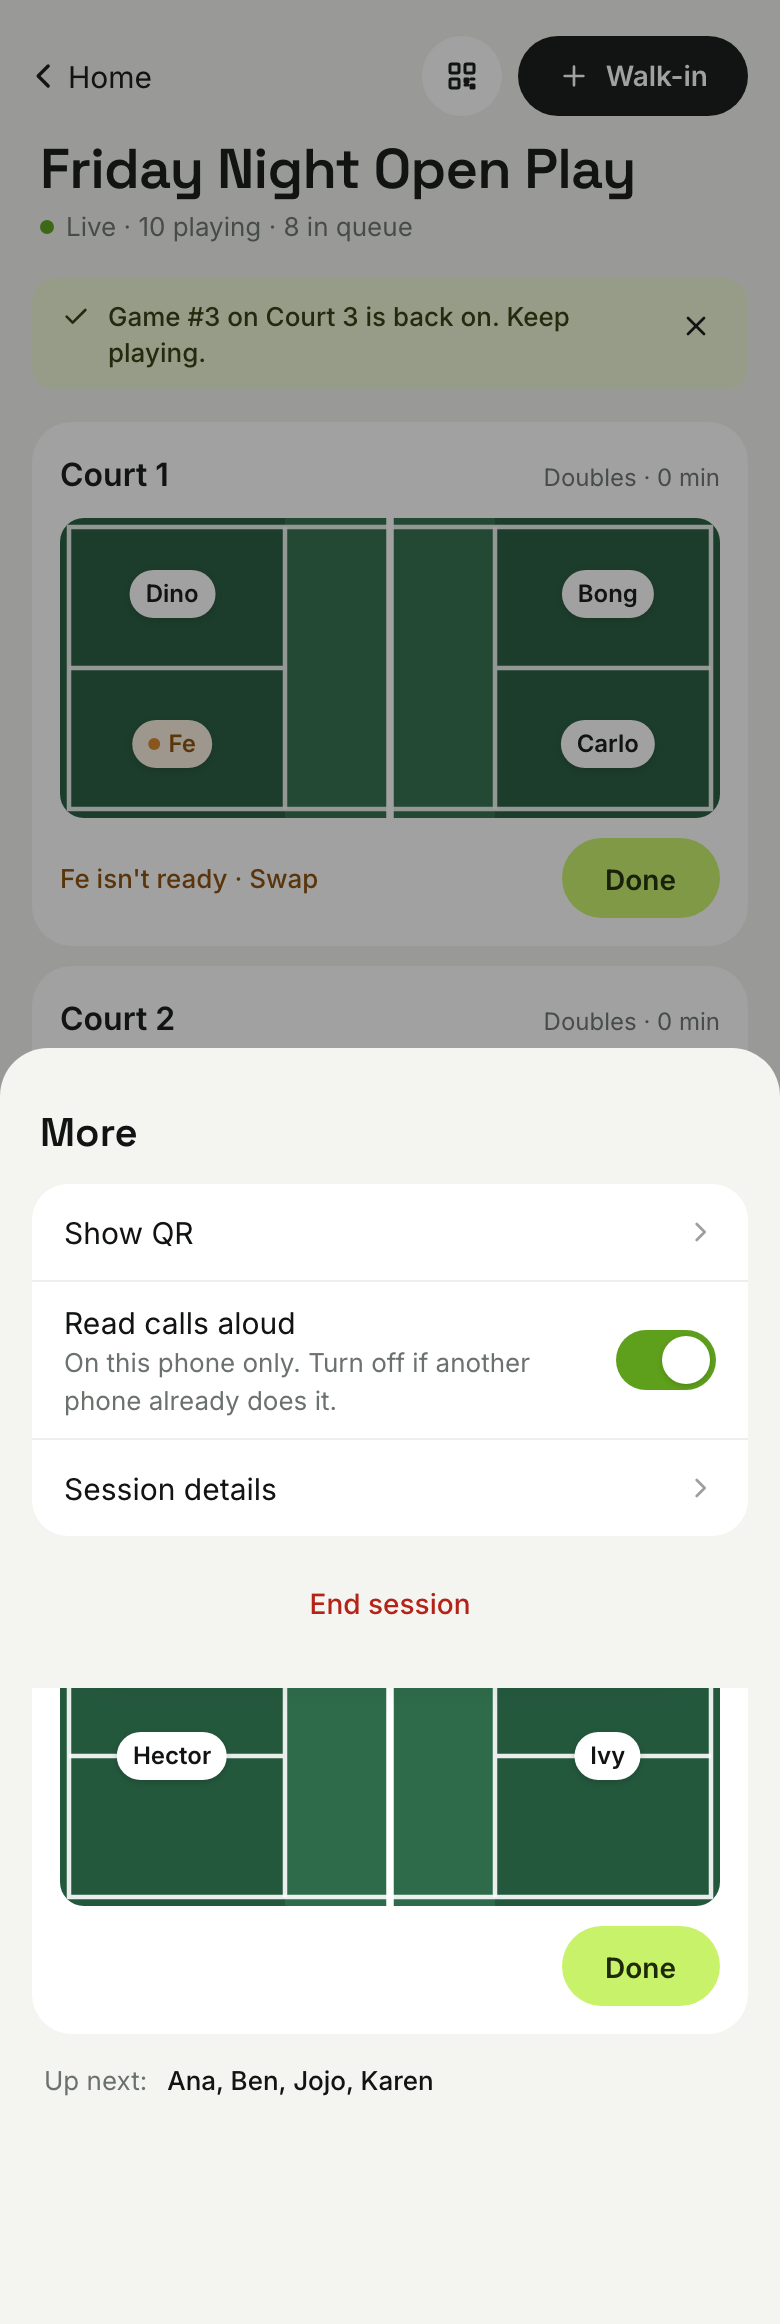 Home
Walk-in
Friday Night Open Play
Live · 10 playing · 8 in queue
Game #3 on Court 3 is back on. Keep
playing.
Court 1
Doubles · 0 min
Dino
Bong
Fe
Carlo
Fe isn't ready · Swap
Done
Court 2
Doubles · 0 min
More
Show QR
Read calls aloud
On this phone only. Turn off if another
phone already does it.
Session details
End session
Hector
Ivy
Done
Up next: Ana, Ben, Jojo, Karen